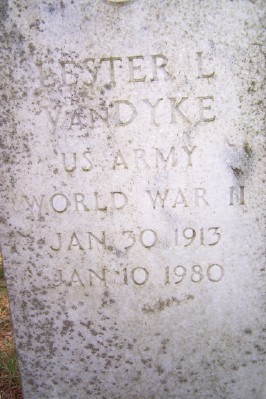 LESTER L
VANDYKE
US ARMY
WORLD WAR II
JAN 30 1913
JAN 10 1980